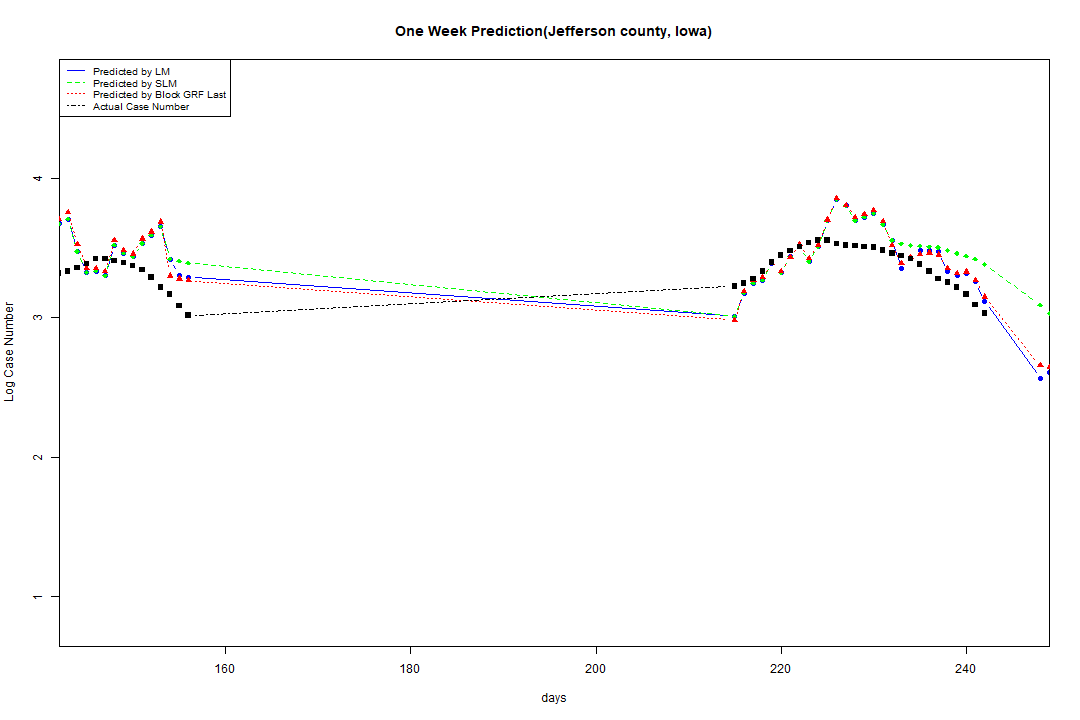 One Week Prediction(Jefferson county, Iowa)
Predicted by LM
Predicted by SLM
Predicted by Block GRF Last
Actual Case Number
4
3
2
1
Log Case Number
160 180 200 220 240
days